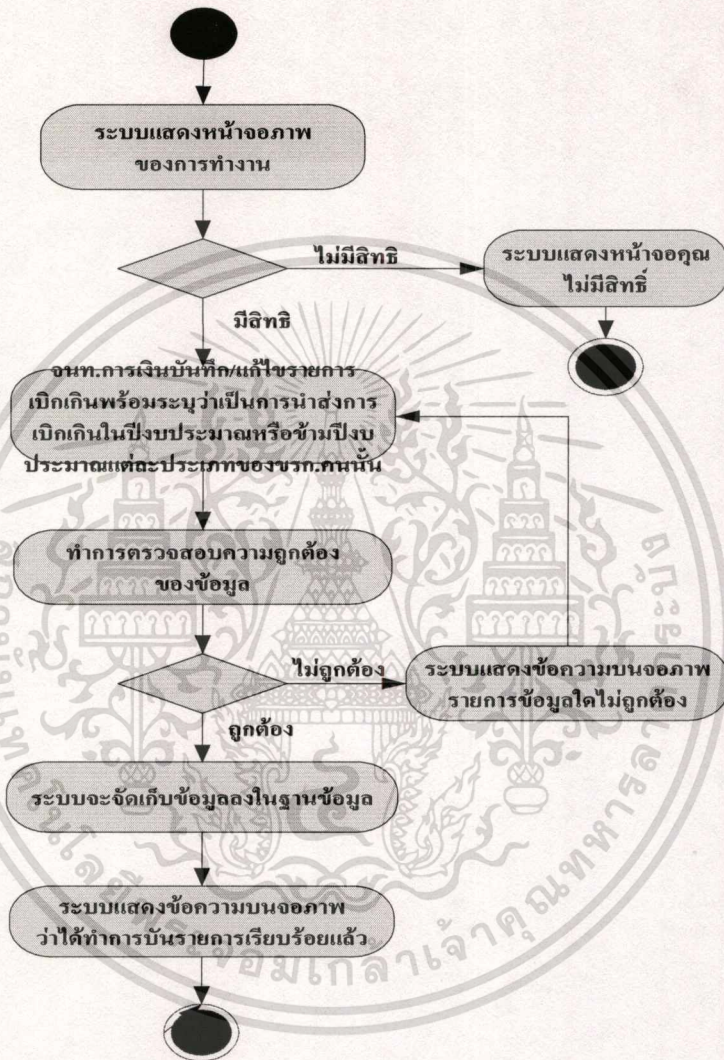 ระบบแสดงหน้าจอภาพ
ของการทำงาน
ไม่มีสิทธิ
ระบบแสดงหน้าจอคุณ
ไม่มีสิทธิ์
มีสิทธิ
จนท.การเงินบันทึก/แก้ไขรายการ
เบิกเกินพร้อมระบุว่าเป็นการนำส่งการ
เบิกเกินในปีงบประมาณหรือข้ามปีงบ
ประมาณแต่ละประเภทของขรก.คนนั้น
ทำการตรวจสอบความถูกต้อง
ของข้อมูล
ไม่ถูกต้อง
ระบบแสดงข้อความบนจอภาพ
รายการข้อมูลใดไม่ถูกต้อง
ถูกต้อง
ระบบจะจัดเก็บข้อมูลลงในฐานข้อมูล
ระบบแสดงข้อความบนจอภาพ
ว่าได้ทำการบันรายการเรียบร้อยแล้ว